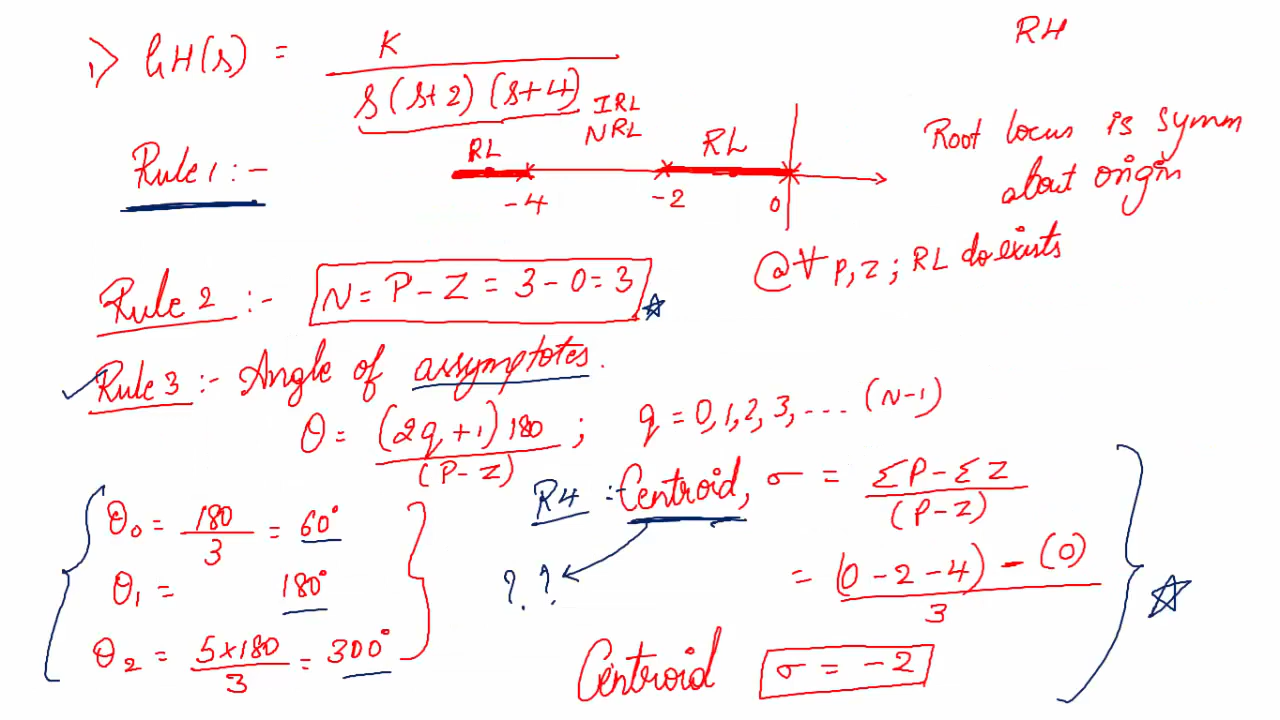 1) GH(s) = K / s(s+2)(s+4)
RH
IRL
NRL
Rule 1:-
RL
RL
-4 -2 0
Root locus is symm
about origin
@ ∀ P, Z ; RL do exists
Rule 2 :- N = P - Z = 3 - 0 = 3
✓ Rule 3 :- Angle of assymptotes.
θ = (2q + 1) 180 / (P - Z) ; q = 0, 1, 2, 3, .... (N-1)
R4 :- Centroid, σ = ΣP - ΣZ / (P - Z)
θ0 = 180 / 3 = 60°
θ1 = 180°
θ2 = 5×180 / 3 = 300°
? ?
= (0 - 2 - 4) - (0) / 3
Centroid σ = -2